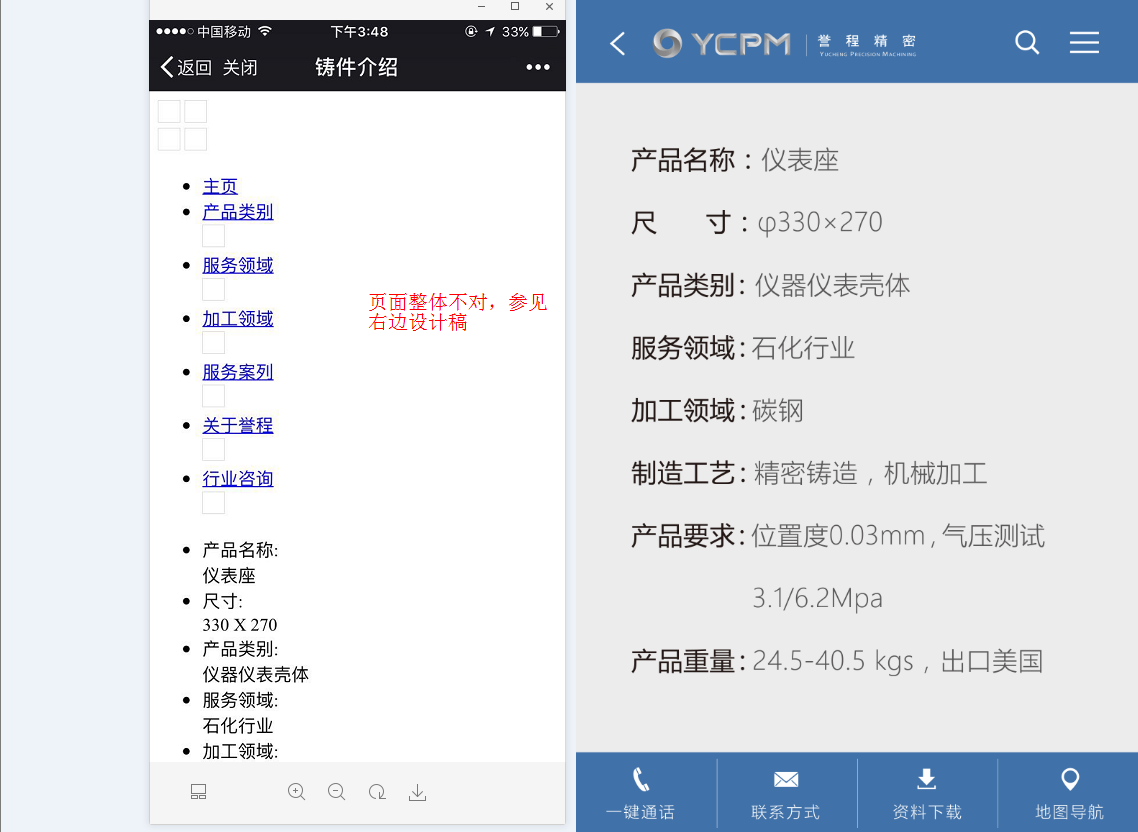 中国移动 下午3:48 33%
返回 关闭 铸件介绍
主页
产品类别
服务领域
加工领域
服务案列
关于誉程
行业咨询
产品名称:
仪表座
尺寸:
330 X 270
产品类别:
仪器仪表壳体
服务领域:
石化行业
加工领域:
页面整体不对，参见
右边设计稿
YCPM 誉程精密
YUCHENG PRECISION MACHINING
产品名称：仪表座
尺 寸：φ330×270
产品类别：仪器仪表壳体
服务领域：石化行业
加工领域：碳钢
制造工艺：精密铸造，机械加工
产品要求：位置度0.03mm，气压测试
3.1/6.2Mpa
产品重量：24.5-40.5 kgs，出口美国
一键通话 联系方式 资料下载 地图导航